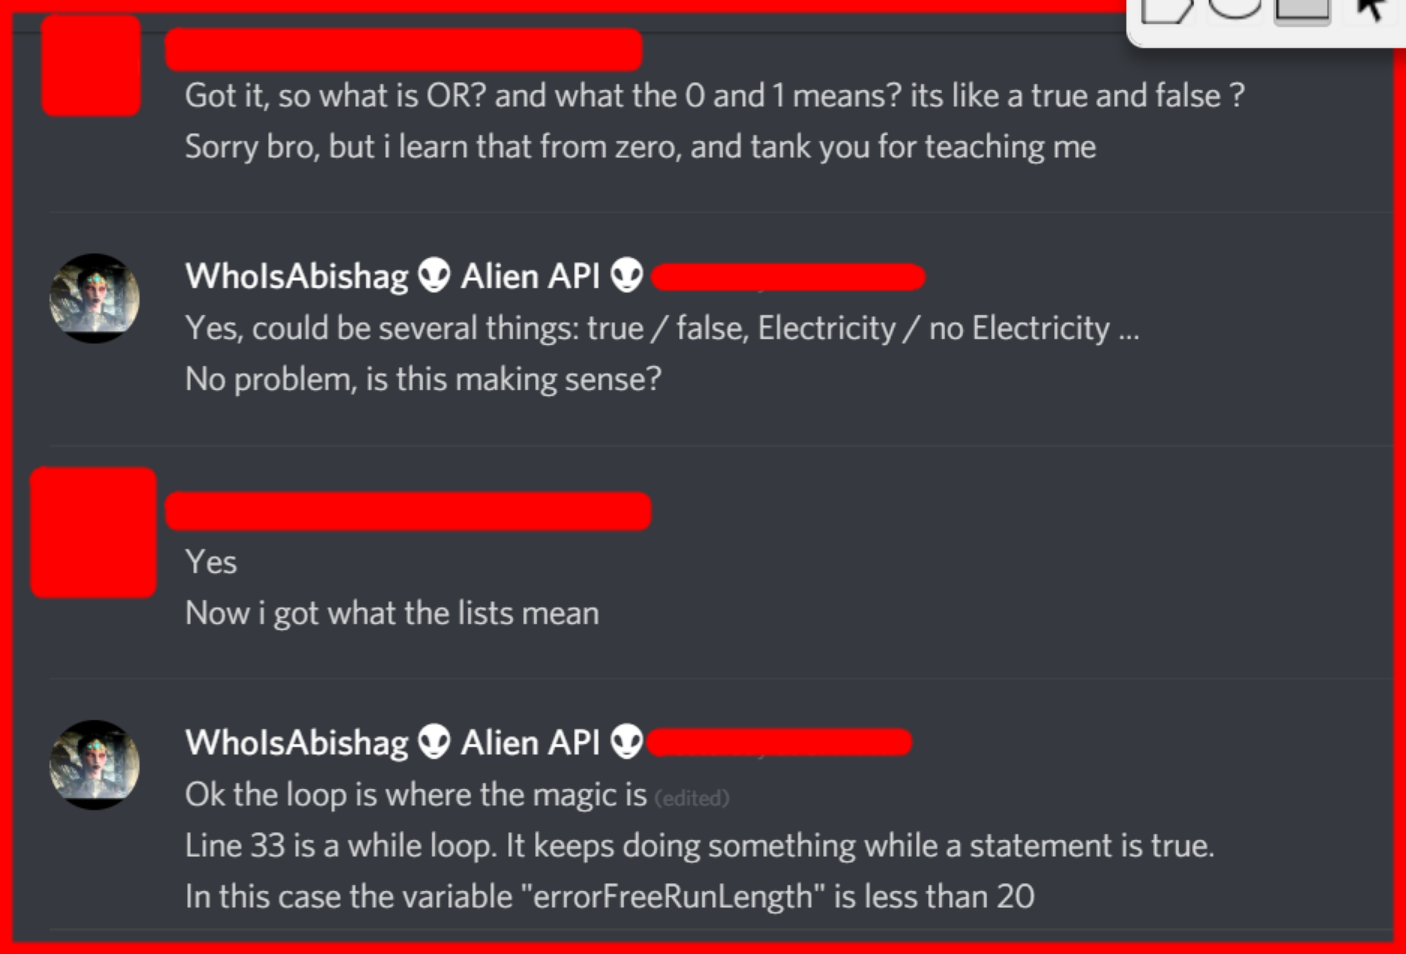 Got it, so what is OR? and what the 0 and 1 means? its like a true and false ?
Sorry bro, but i learn that from zero, and tank you for teaching me
WhoIsAbishag 👽 Alien API 👽
Yes, could be several things: true / false, Electricity / no Electricity ...
No problem, is this making sense?
Yes
Now i got what the lists mean
WhoIsAbishag 👽 Alien API 👽
Ok the loop is where the magic is (edited)
Line 33 is a while loop. It keeps doing something while a statement is true.
In this case the variable "errorFreeRunLength" is less than 20